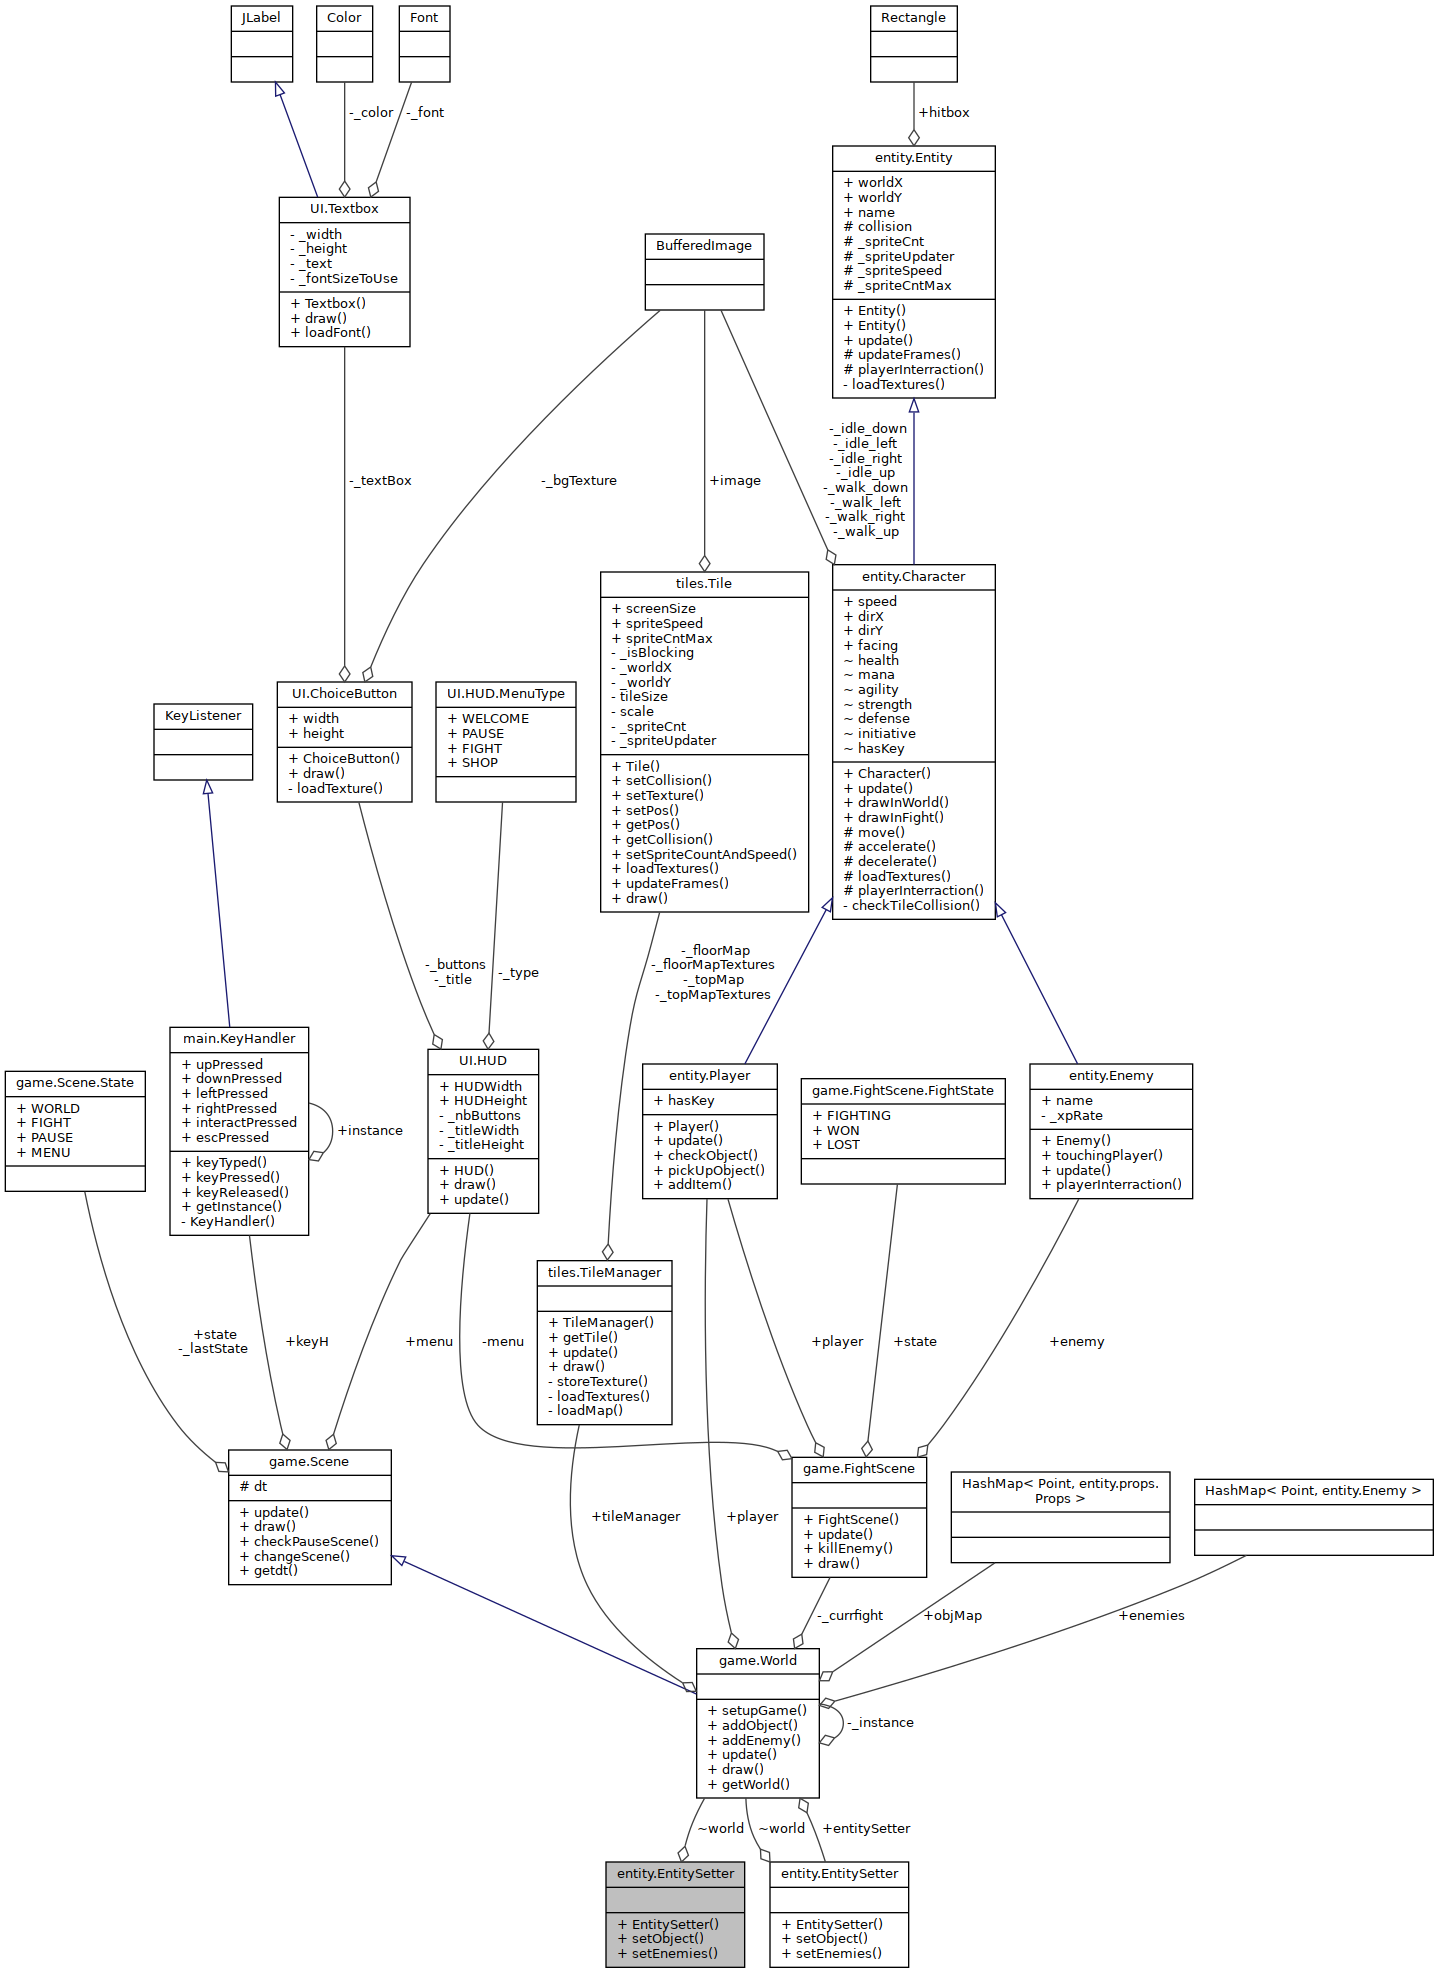 JLabel
Color
Font
Rectangle
-_color
-_font
+hitbox
entity.Entity
+ worldX
+ worldY
+ name
# collision
# _spriteCnt
# _spriteUpdater
# _spriteSpeed
# _spriteCntMax
+ Entity()
+ Entity()
+ update()
# updateFrames()
# playerInterraction()
- loadTextures()
UI.Textbox
- _width
- _height
- _text
- _fontSizeToUse
+ Textbox()
+ draw()
+ loadFont()
BufferedImage
-_textBox
-_bgTexture
+image
-_idle_down
-_idle_left
-_idle_right
-_idle_up
-_walk_down
-_walk_left
-_walk_right
-_walk_up
tiles.Tile
+ screenSize
+ spriteSpeed
+ spriteCntMax
- _isBlocking
- _worldX
- _worldY
- tileSize
- scale
- _spriteCnt
- _spriteUpdater
+ Tile()
+ setCollision()
+ setTexture()
+ setPos()
+ getPos()
+ getCollision()
+ setSpriteCountAndSpeed()
+ loadTextures()
+ updateFrames()
+ draw()
entity.Character
+ speed
+ dirX
+ dirY
+ facing
~ health
~ mana
~ agility
~ strength
~ defense
~ initiative
~ hasKey
+ Character()
+ update()
+ drawInWorld()
+ drawInFight()
# move()
# accelerate()
# decelerate()
# loadTextures()
# playerInterraction()
- checkTileCollision()
KeyListener
UI.ChoiceButton
+ width
+ height
+ ChoiceButton()
+ draw()
- loadTexture()
UI.HUD.MenuType
+ WELCOME
+ PAUSE
+ FIGHT
+ SHOP
-_buttons
-_title
-_type
-_floorMap
-_floorMapTextures
-_topMap
-_topMapTextures
game.Scene.State
+ WORLD
+ FIGHT
+ PAUSE
+ MENU
main.KeyHandler
+ upPressed
+ downPressed
+ leftPressed
+ rightPressed
+ interactPressed
+ escPressed
+ keyTyped()
+ keyPressed()
+ keyReleased()
+ getInstance()
- KeyHandler()
+instance
UI.HUD
+ HUDWidth
+ HUDHeight
- _nbButtons
- _titleWidth
- _titleHeight
+ HUD()
+ draw()
+ update()
entity.Player
+ hasKey
+ Player()
+ update()
+ checkObject()
+ pickUpObject()
+ addItem()
game.FightScene.FightState
+ FIGHTING
+ WON
+ LOST
entity.Enemy
+ name
- _xpRate
+ Enemy()
+ touchingPlayer()
+ update()
+ playerInterraction()
tiles.TileManager
+ TileManager()
+ getTile()
+ update()
+ draw()
- storeTexture()
- loadTextures()
- loadMap()
+state
-_lastState
+keyH
+menu
-menu
+player
+state
+enemy
game.Scene
# dt
+ update()
+ draw()
+ checkPauseScene()
+ changeScene()
+ getdt()
+tileManager
+player
game.FightScene
+ FightScene()
+ update()
+ killEnemy()
+ draw()
HashMap< Point, entity.props.
Props >
HashMap< Point, entity.Enemy >
-_currfight
+objMap
+enemies
game.World
+ setupGame()
+ addObject()
+ addEnemy()
+ update()
+ draw()
+ getWorld()
-_instance
~world
~world
+entitySetter
entity.EntitySetter
+ EntitySetter()
+ setObject()
+ setEnemies()
entity.EntitySetter
+ EntitySetter()
+ setObject()
+ setEnemies()